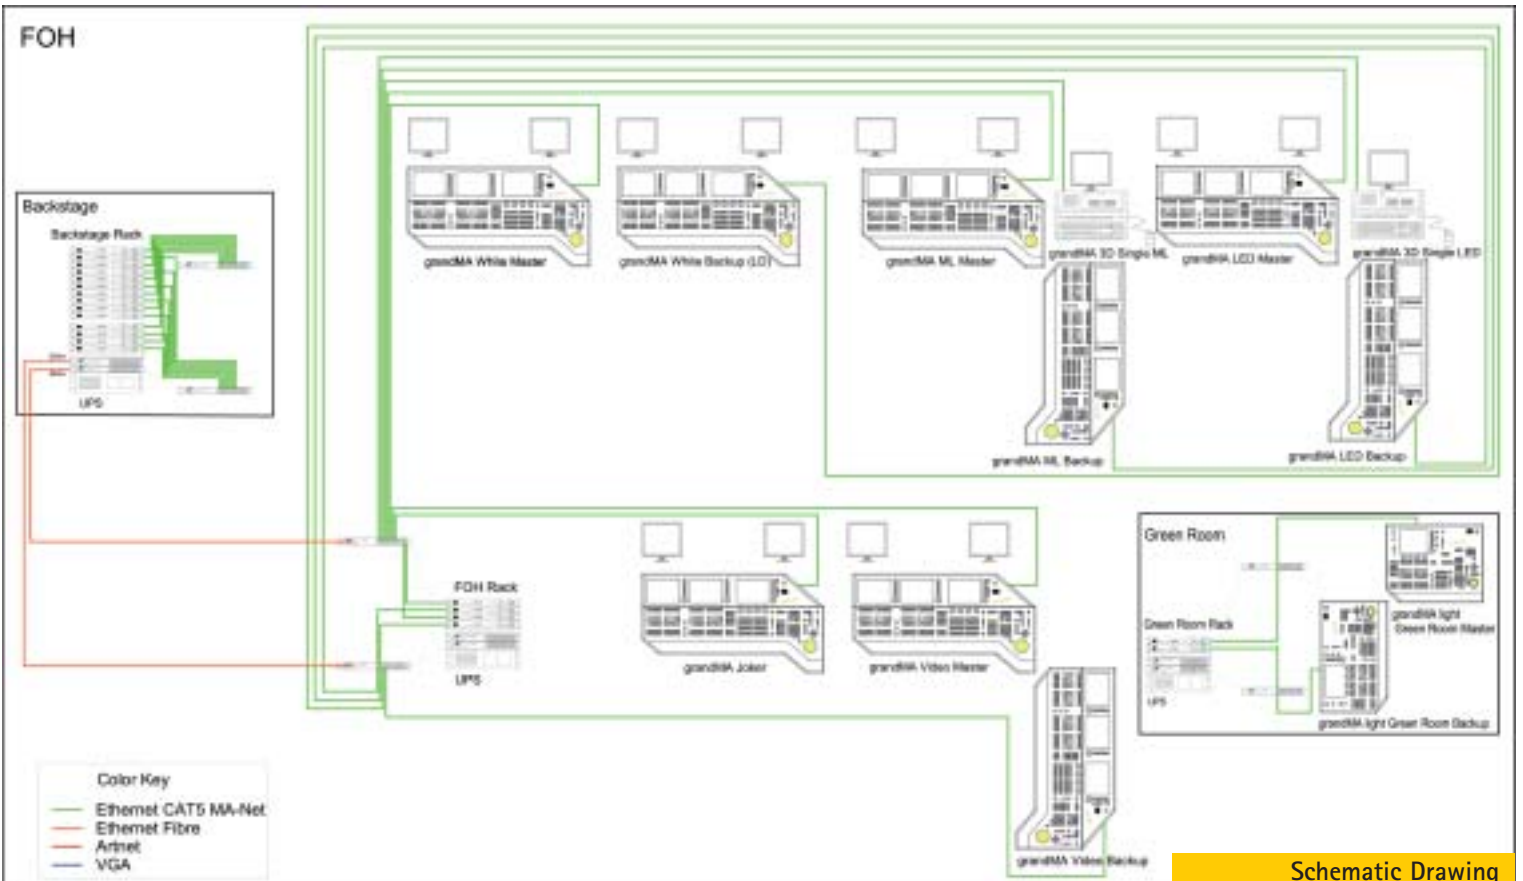 FOH
grandMA White Master
grandMA White Backup (LD)
grandMA ML Master
grandMA 3D Single ML
grandMA LED Master
grandMA 3D Single LED
Backstage
Backstage Rack
UPS
grandMA ML Backup
grandMA LED Backup
FOH Rack
UPS
grandMA Joker
grandMA Video Master
grandMA Video Backup
Green Room
Green Room Rack
UPS
grandMA light
Green Room Master
grandMA light Green Room Backup
Color Key
Ethernet CAT5 MA-Net
Ethernet Fibre
Artnet
VGA
Schematic Drawing